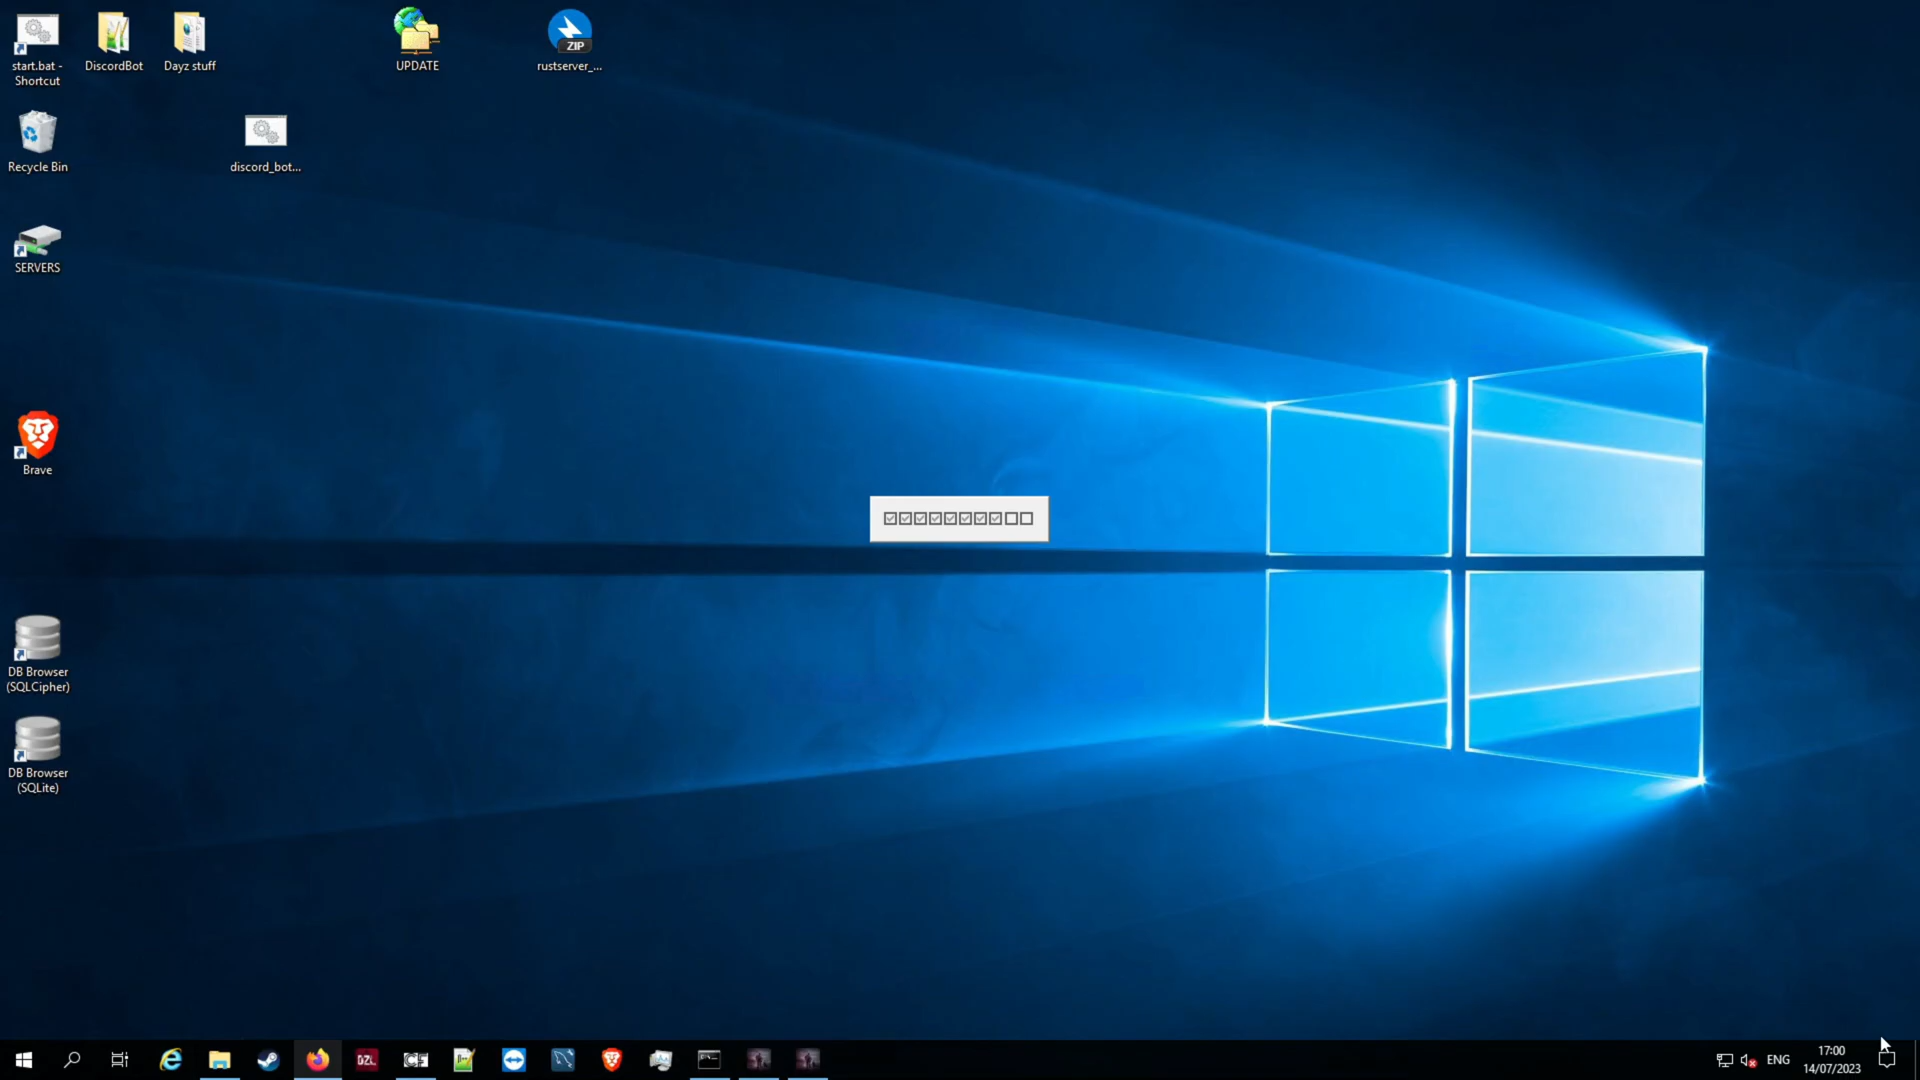 start.bat -
Shortcut
DiscordBot
Dayz stuff
UPDATE
ZIP
rustserver_...
Recycle Bin
discord_bot...
SERVERS
Brave
DB Browser
(SQLCipher)
DB Browser
(SQLite)
DZL
CF
ENG
17:00
14/07/2023